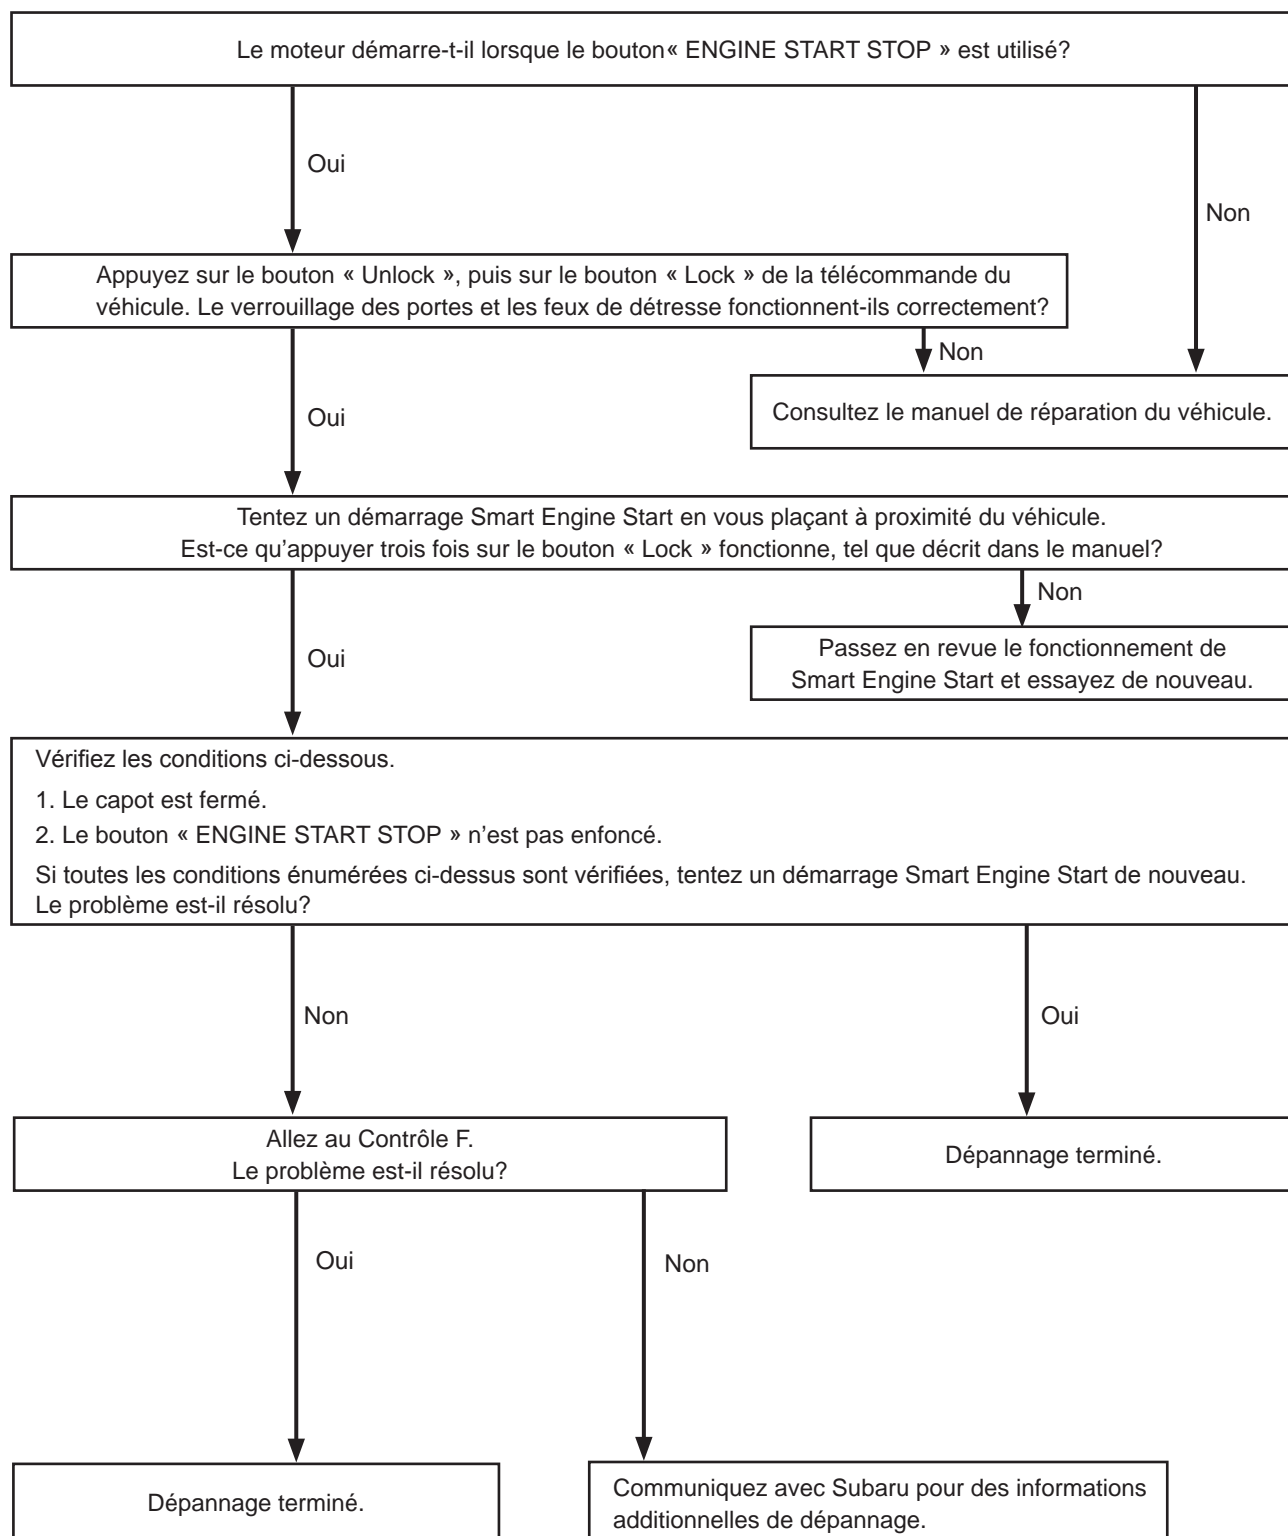 Le moteur démarre-t-il lorsque le bouton« ENGINE START STOP » est utilisé?
Oui
Non
Appuyez sur le bouton « Unlock », puis sur le bouton « Lock » de la télécommande du
véhicule. Le verrouillage des portes et les feux de détresse fonctionnent-ils correctement?
Non
Oui
Consultez le manuel de réparation du véhicule.
Tentez un démarrage Smart Engine Start en vous plaçant à proximité du véhicule.
Est-ce qu'appuyer trois fois sur le bouton « Lock » fonctionne, tel que décrit dans le manuel?
Non
Oui
Passez en revue le fonctionnement de
Smart Engine Start et essayez de nouveau.
Vérifiez les conditions ci-dessous.
1. Le capot est fermé.
2. Le bouton « ENGINE START STOP » n'est pas enfoncé.
Si toutes les conditions énumérées ci-dessus sont vérifiées, tentez un démarrage Smart Engine Start de nouveau.
Le problème est-il résolu?
Non
Oui
Allez au Contrôle F.
Le problème est-il résolu?
Dépannage terminé.
Oui
Non
Dépannage terminé.
Communiquez avec Subaru pour des informations
additionnelles de dépannage.